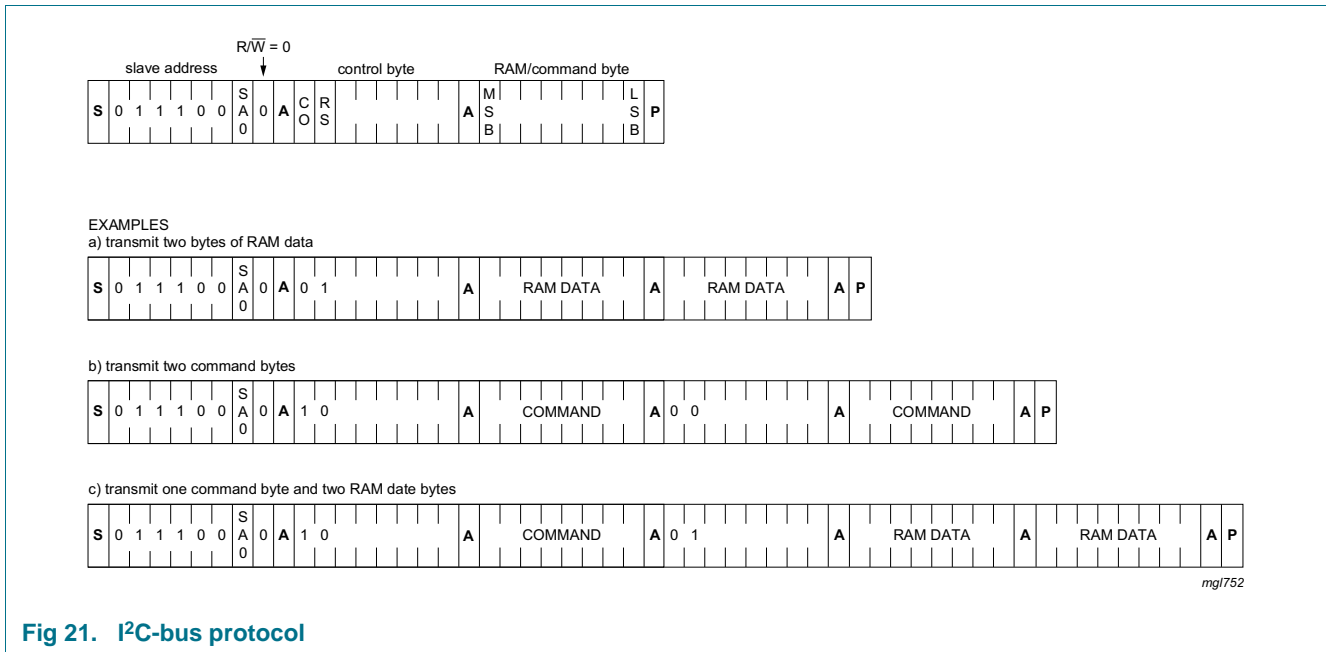 R/W̅ = 0
slave address control byte RAM/command byte
S 0 1 1 1 0 0 SA0 0 A CO RS A MSB LSB P
EXAMPLES
a) transmit two bytes of RAM data
S 0 1 1 1 0 0 SA0 0 A 0 1 A RAM DATA A RAM DATA A P
b) transmit two command bytes
S 0 1 1 1 0 0 SA0 0 A 1 0 A COMMAND A 0 0 A COMMAND A P
c) transmit one command byte and two RAM date bytes
S 0 1 1 1 0 0 SA0 0 A 1 0 A COMMAND A 0 1 A RAM DATA A RAM DATA A P
mgl752
Fig 21. I²C-bus protocol